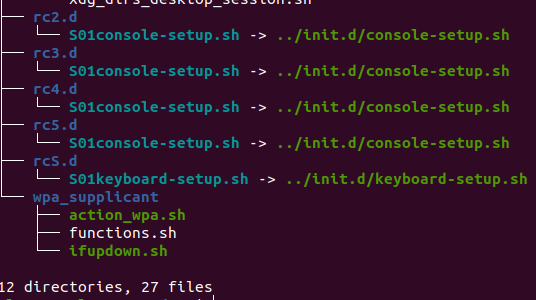 xdg_dirs_desktop_session.sh
rc2.d
S01console-setup.sh -> ../init.d/console-setup.sh
rc3.d
S01console-setup.sh -> ../init.d/console-setup.sh
rc4.d
S01console-setup.sh -> ../init.d/console-setup.sh
rc5.d
S01console-setup.sh -> ../init.d/console-setup.sh
rcS.d
S01keyboard-setup.sh -> ../init.d/keyboard-setup.sh
wpa_supplicant
action_wpa.sh
functions.sh
ifupdown.sh
12 directories, 27 files